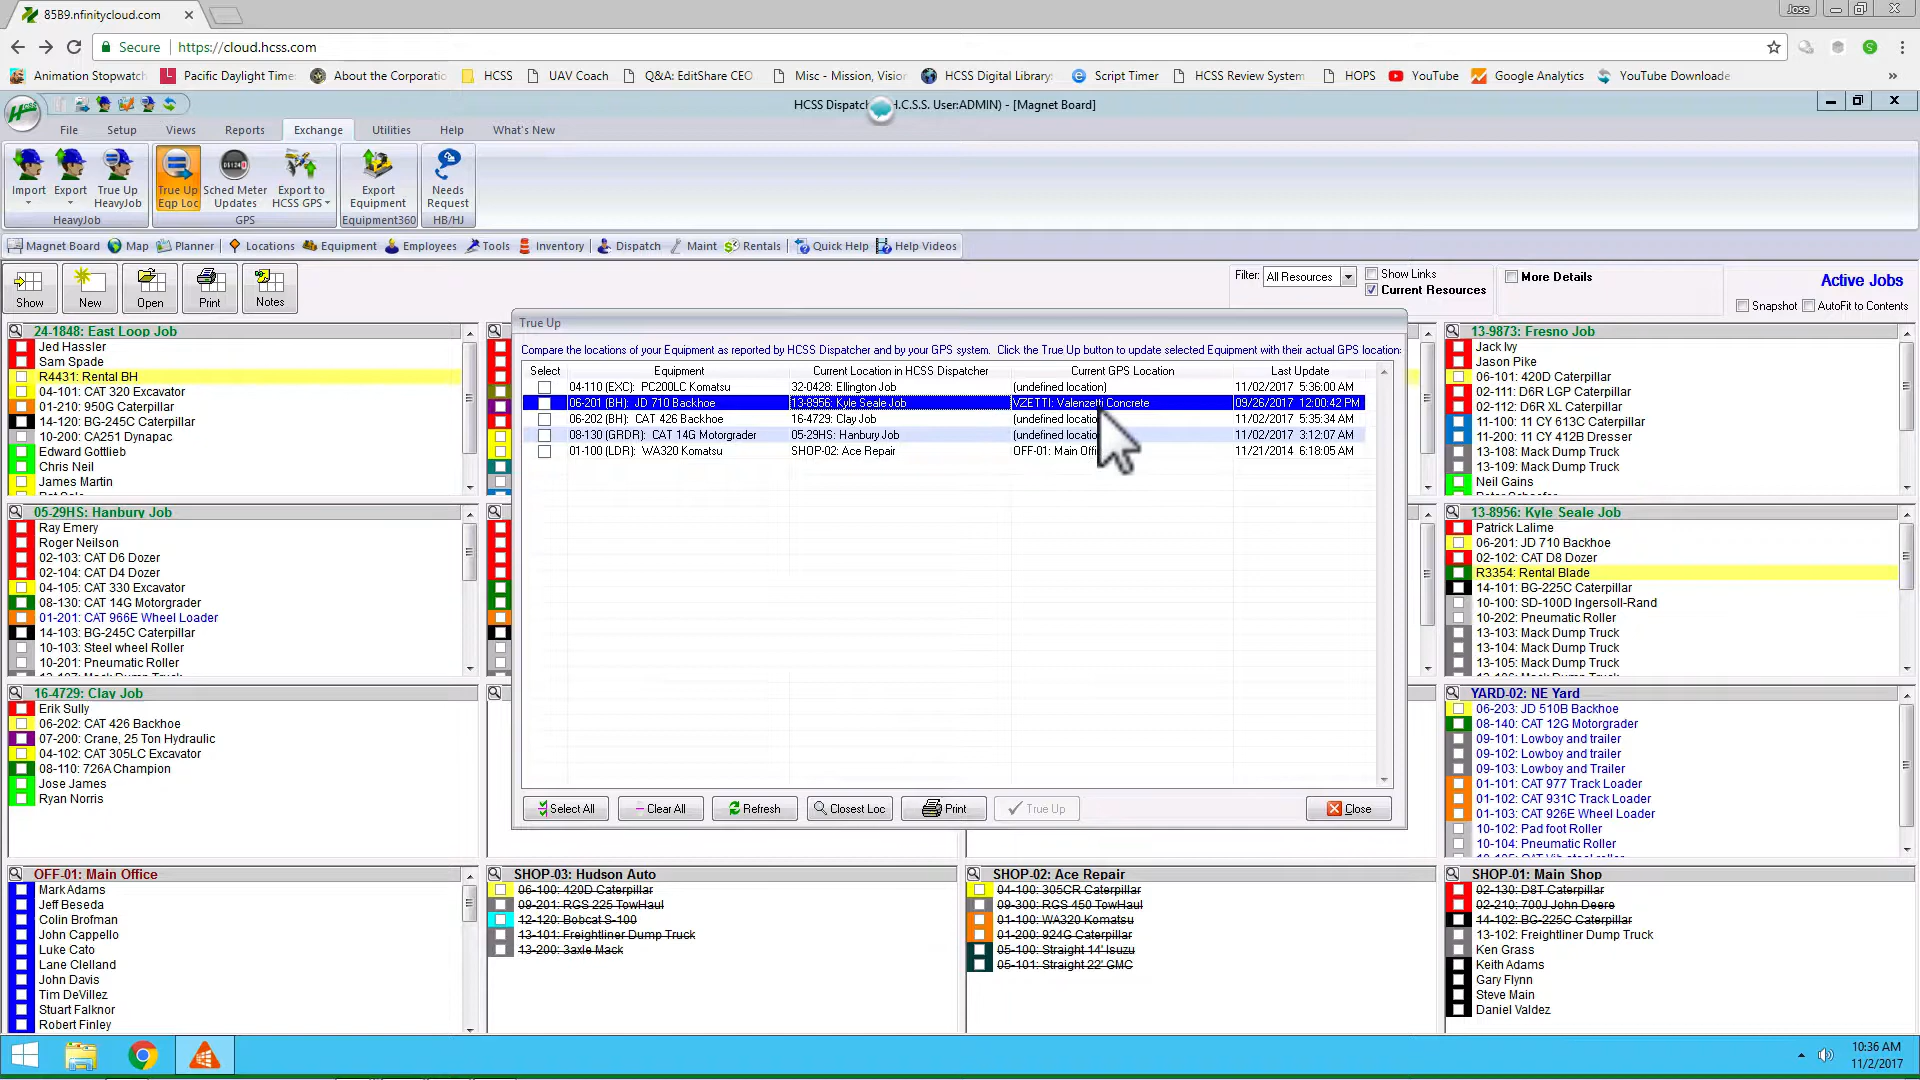 85B9.nfinitycloud.com
Jose
Secure
https://cloud.hcss.com
Animation Stopwatch
Pacific Daylight Time:
About the Corporatio
HCSS
UAV Coach
Q&A: EditShare CEO
Misc - Mission, Vision
HCSS Digital Library:
Script Timer
HCSS Review System
HOPS
YouTube
Google Analytics
YouTube Downloade
HCSS Dispatch H.C.S.S. User:ADMIN) - [Magnet Board]
File Setup Views Reports Exchange Utilities Help What's New
Import
Export
True Up
HeavyJob
True Up
Eqp Loc
Sched Meter
Updates
Export to
HCSS GPS
Export
Equipment
Needs
Request
HeavyJob
GPS
Equipment360
HB/HJ
Magnet Board Map Planner Locations Equipment Employees Tools Inventory Dispatch Maint Rentals Quick Help Help Videos
Show
New
Open
Print
Notes
Filter: All Resources
Show Links
Current Resources
More Details
Active Jobs
Snapshot
AutoFit to Contents
24-1848: East Loop Job
Jed Hassler
Sam Spade
R4431: Rental BH
04-101: CAT 320 Excavator
01-210: 950G Caterpillar
14-120: BG-245C Caterpillar
10-200: CA251 Dynapac
Edward Gottlieb
Chris Neil
James Martin
True Up
Compare the locations of your Equipment as reported by HCSS Dispatcher and by your GPS system. Click the True Up button to update selected Equipment with their actual GPS location:
Select Equipment Current Location in HCSS Dispatcher Current GPS Location Last Update
04-110 (EXC): PC200LC Komatsu 32-0428: Ellington Job (undefined location) 11/02/2017 5:36:00 AM
06-201 (BH): JD 710 Backhoe 13-8956: Kyle Seale Job VZETTI: Valenzetti Concrete 09/26/2017 12:00:42 PM
06-202 (BH): CAT 426 Backhoe 16-4729: Clay Job (undefined locatio 11/02/2017 5:35:34 AM
08-130 (GRDR): CAT 14G Motorgrader 05-29HS: Hanbury Job (undefined locatio 11/02/2017 3:12:07 AM
01-100 (LDR): WA320 Komatsu SHOP-02: Ace Repair OFF-01: Main Offi 11/21/2014 6:18:05 AM
Select All
Clear All
Refresh
Closest Loc
Print
True Up
Close
13-9873: Fresno Job
Jack Ivy
Jason Pike
06-101: 420D Caterpillar
02-111: D6R LGP Caterpillar
02-112: D6R XL Caterpillar
11-100: 11 CY 613C Caterpillar
11-200: 11 CY 412B Dresser
13-108: Mack Dump Truck
13-109: Mack Dump Truck
Neil Gains
05-29HS: Hanbury Job
Ray Emery
Roger Neilson
02-103: CAT D6 Dozer
02-104: CAT D4 Dozer
04-105: CAT 330 Excavator
08-130: CAT 14G Motorgrader
01-201: CAT 966E Wheel Loader
14-103: BG-245C Caterpillar
10-103: Steel wheel Roller
10-201: Pneumatic Roller
13-8956: Kyle Seale Job
Patrick Lalime
06-201: JD 710 Backhoe
02-102: CAT D8 Dozer
R3354: Rental Blade
14-101: BG-225C Caterpillar
10-100: SD-100D Ingersoll-Rand
10-202: Pneumatic Roller
13-103: Mack Dump Truck
13-104: Mack Dump Truck
13-105: Mack Dump Truck
16-4729: Clay Job
Erik Sully
06-202: CAT 426 Backhoe
07-200: Crane, 25 Ton Hydraulic
04-102: CAT 305LC Excavator
08-110: 726A Champion
Jose James
Ryan Norris
YARD-02: NE Yard
06-203: JD 510B Backhoe
08-140: CAT 12G Motorgrader
09-101: Lowboy and trailer
09-102: Lowboy and trailer
09-103: Lowboy and Trailer
01-101: CAT 977 Track Loader
01-102: CAT 931C Track Loader
01-103: CAT 926E Wheel Loader
10-102: Pad foot Roller
10-104: Pneumatic Roller
OFF-01: Main Office
Mark Adams
Jeff Beseda
Colin Brofman
John Cappello
Luke Cato
Lane Clelland
John Davis
Tim DeVillez
Stuart Falknor
Robert Finley
SHOP-03: Hudson Auto
06-100: 420D Caterpillar
09-201: RGS 225 TowHaul
12-120: Bobcat S-100
13-101: Freightliner Dump Truck
13-200: 3axle Mack
SHOP-02: Ace Repair
04-100: 305CR Caterpillar
09-300: RGS 450 TowHaul
01-100: WA320 Komatsu
01-200: 924G Caterpillar
05-100: Straight 14' Isuzu
05-101: Straight 22' GMC
SHOP-01: Main Shop
02-130: D8T Caterpillar
02-210: 700J John Deere
14-102: BG-225C Caterpillar
13-102: Freightliner Dump Truck
Ken Grass
Keith Adams
Gary Flynn
Steve Main
Daniel Valdez
10:36 AM
11/2/2017